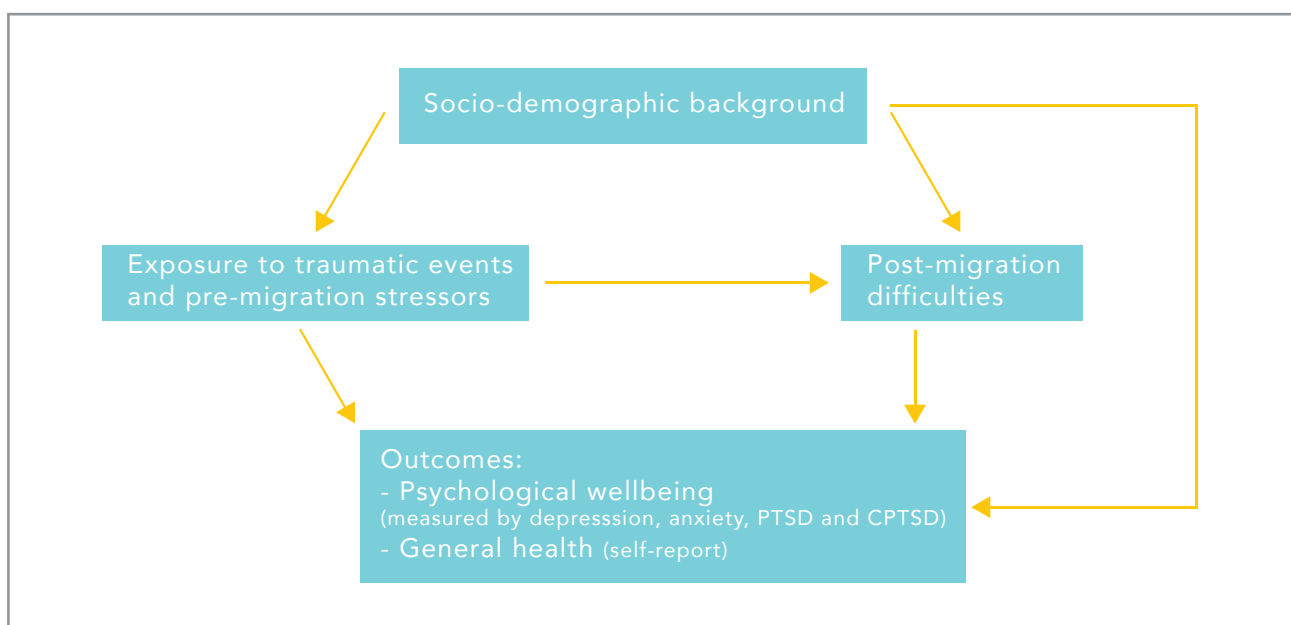 Socio-demographic background
Exposure to traumatic events
and pre-migration stressors
Post-migration
difficulties
Outcomes:
- Psychological wellbeing
(measured by depresssion, anxiety, PTSD and CPTSD)
- General health (self-report)